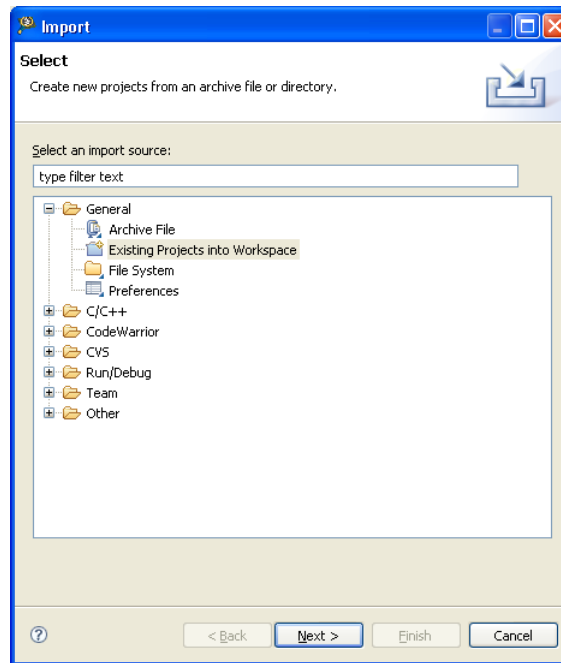 Import
Select
Create new projects from an archive file or directory.
Select an import source:
type filter text
General
Archive File
Existing Projects into Workspace
File System
Preferences
C/C++
CodeWarrior
CVS
Run/Debug
Team
Other
< Back Next > Finish Cancel